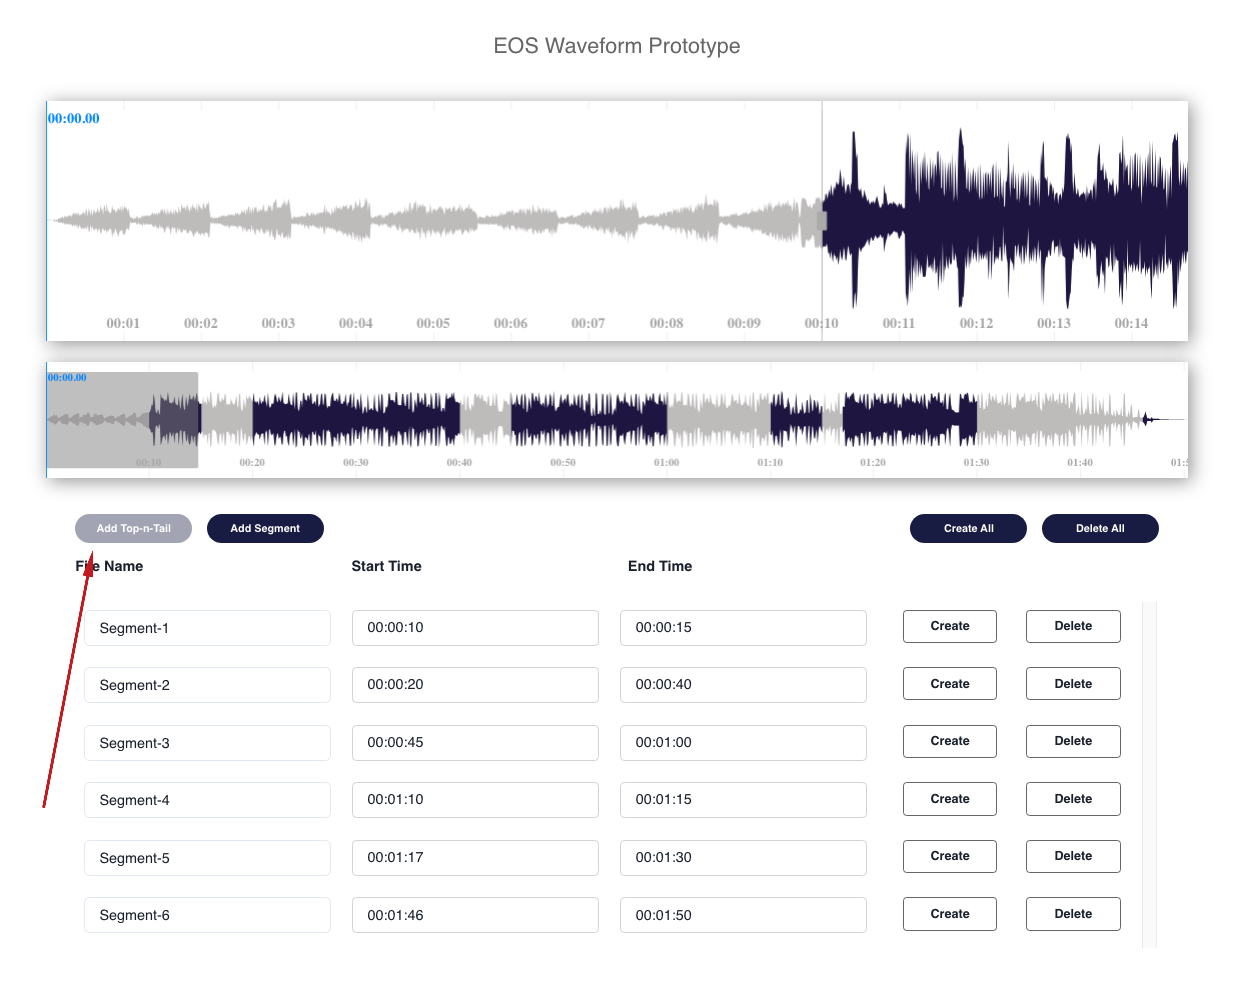 EOS Waveform Prototype
00:00.00
00:01 00:02 00:03 00:04 00:05 00:06 00:07 00:08 00:09 00:10 00:11 00:12 00:13 00:14
00:00.00
00:10 00:20 00:30 00:40 00:50 01:00 01:10 01:20 01:30 01:40 01:5
Add Top-n-Tail Add Segment Create All Delete All
File Name Start Time End Time
Segment-1 00:00:10 00:00:15 Create Delete
Segment-2 00:00:20 00:00:40 Create Delete
Segment-3 00:00:45 00:01:00 Create Delete
Segment-4 00:01:10 00:01:15 Create Delete
Segment-5 00:01:17 00:01:30 Create Delete
Segment-6 00:01:46 00:01:50 Create Delete